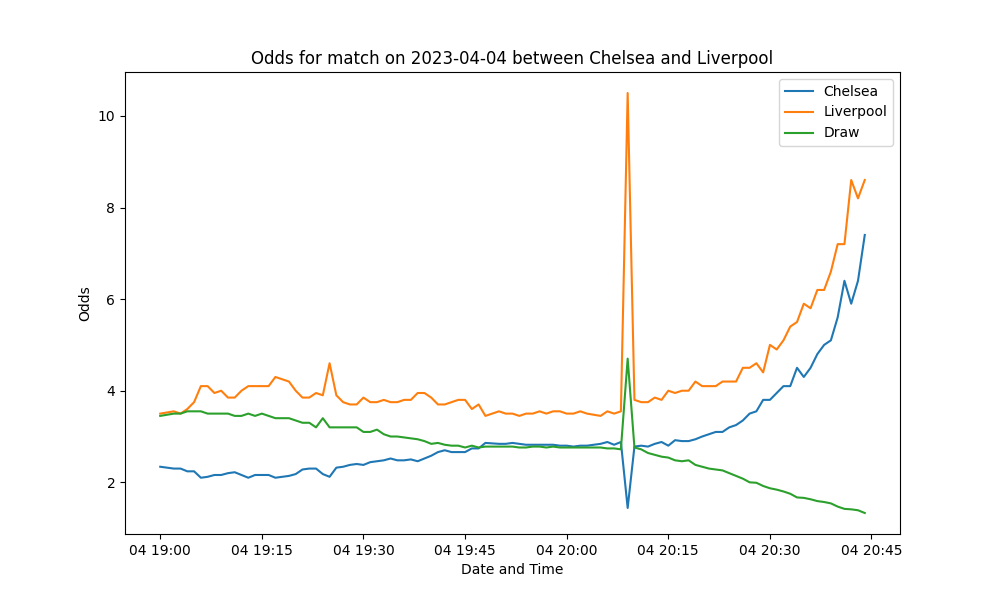 Odds for match on 2023-04-04 between Chelsea and Liverpool
Chelsea
Liverpool
Draw
Odds
10
8
6
4
2
04 19:00 04 19:15 04 19:30 04 19:45 04 20:00 04 20:15 04 20:30 04 20:45
Date and Time